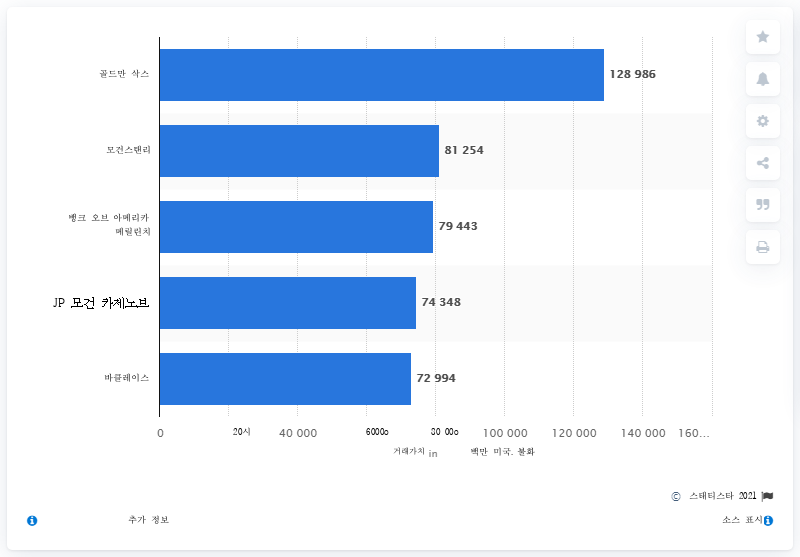 골드만 삭스
128 986
모건스탠리
81 254
뱅크 오브 아메리카
메릴린치
79 443
JP 모건 카제노브
74 348
바클레이스
72 994
0 20시 40 000 6000o 80 00o 100 000 120 000 140 000 160...
거래가치 in 백만 미국. 불화
© 스태티스타 2021
추가 정보
소스 표시